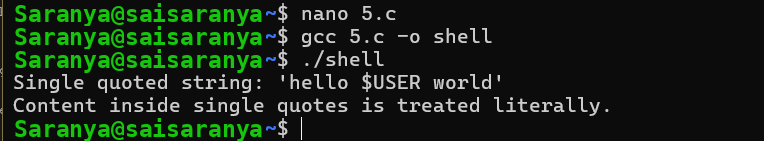 Saranya@saisaranya~$ nano 5.c
Saranya@saisaranya~$ gcc 5.c -o shell
Saranya@saisaranya~$ ./shell
Single quoted string: 'hello $USER world'
Content inside single quotes is treated literally.
Saranya@saisaranya~$